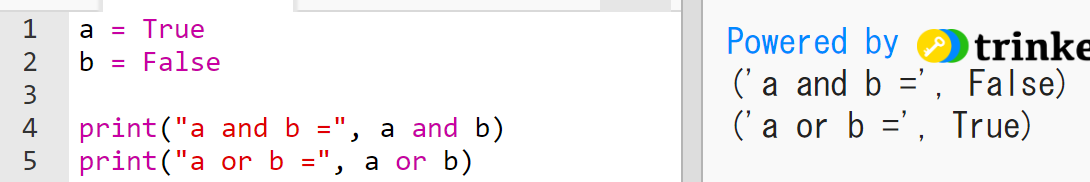 1 a = True
2 b = False
3
4 print("a and b =", a and b)
5 print("a or b =", a or b)
Powered by trinke
('a and b =', False)
('a or b =', True)